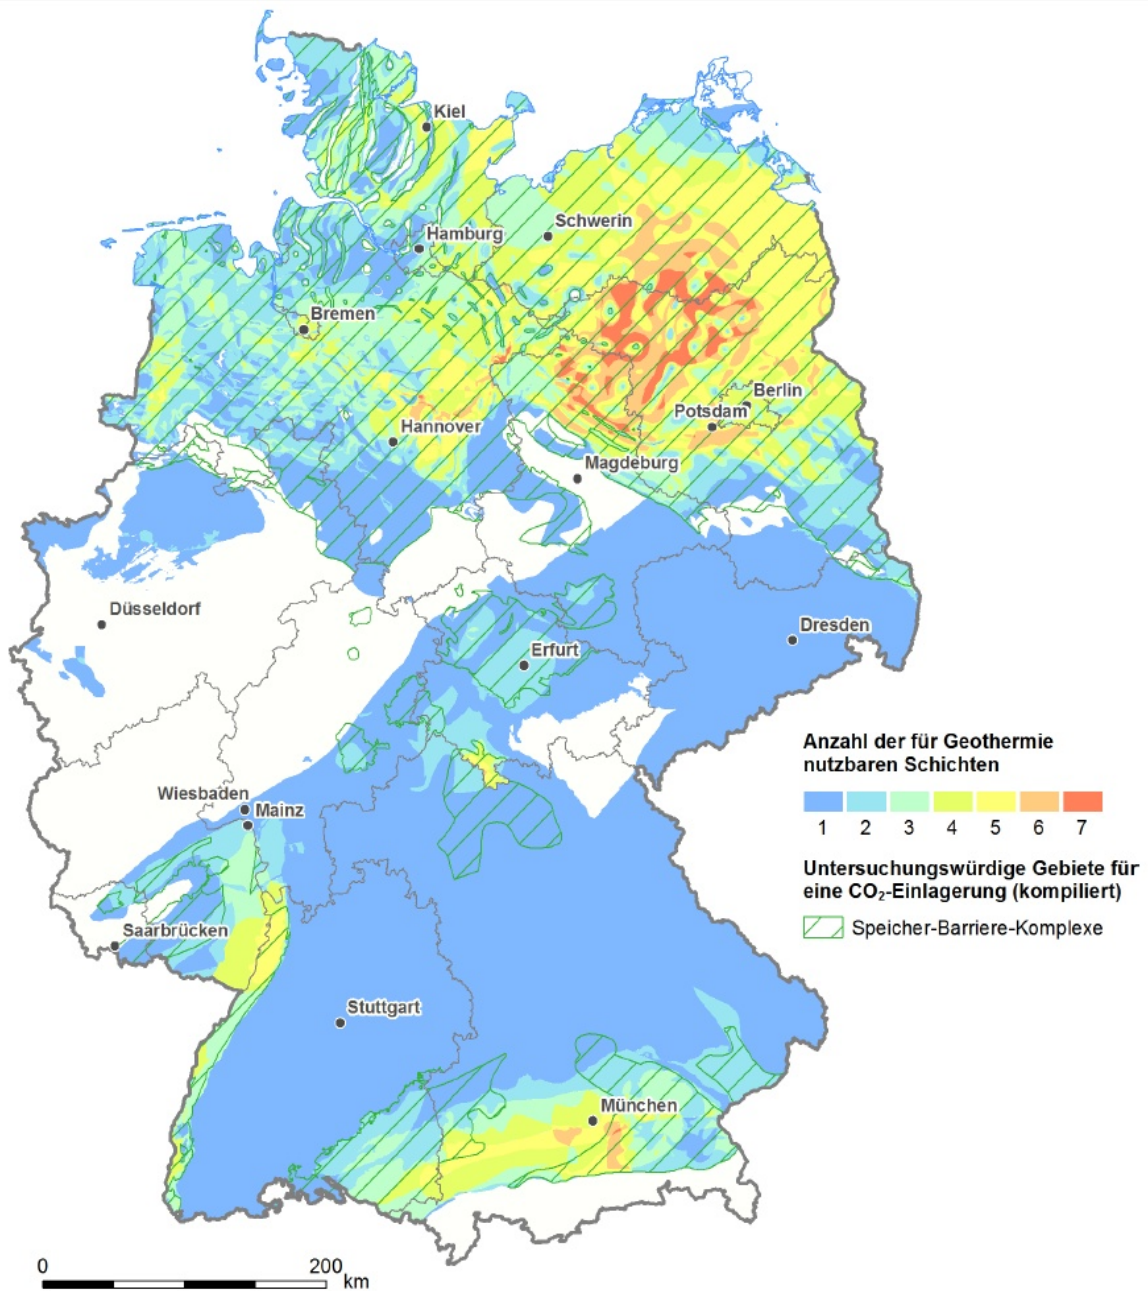 Kiel
Schwerin
Hamburg
Bremen
Berlin
Potsdam
Hannover
Magdeburg
Düsseldorf
Dresden
Erfurt
Anzahl der für Geothermie
nutzbaren Schichten
1 2 3 4 5 6 7
Wiesbaden
Mainz
Untersuchungswürdige Gebiete für
eine CO₂-Einlagerung (kompiliert)
Speicher-Barriere-Komplexe
Saarbrücken
Stuttgart
München
0 200
km